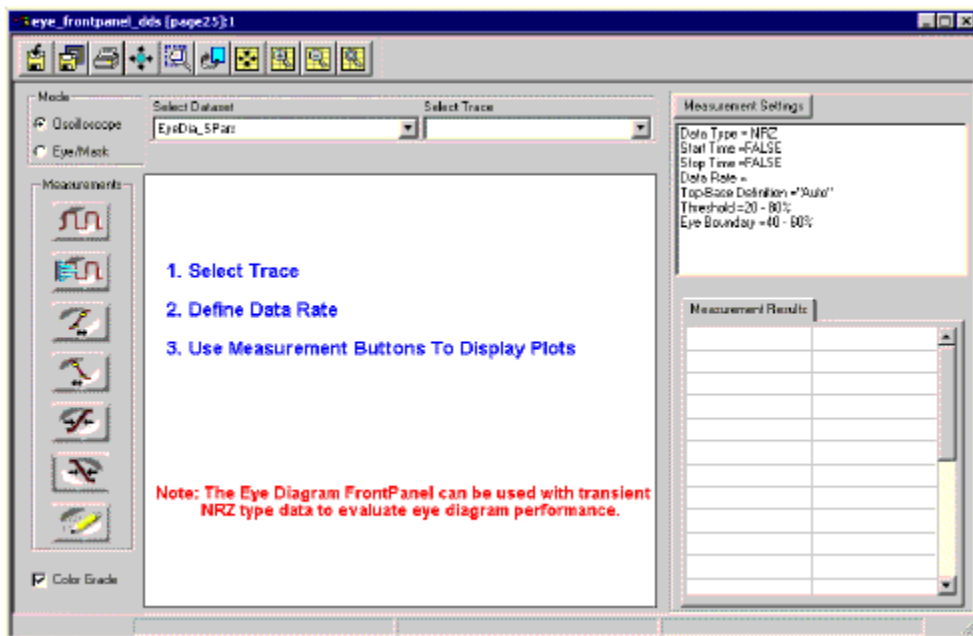 eye_frontpanel_dds [page25]:1
Mode
Oscilloscope
Eye/Mask
Select Dataset
EyeDia_SPars
Select Trace
Measurements
Color Grade
1. Select Trace
2. Define Data Rate
3. Use Measurement Buttons To Display Plots
Note: The Eye Diagram FrontPanel can be used with transient
NRZ type data to evaluate eye diagram performance.
Measurement Settings
Data Type = NRZ
Start Time =FALSE
Stop Time =FALSE
Data Rate =
Top-Base Definition ="Auto"
Threshold =20 - 80%
Eye Boundary =40 - 60%
Measurement Results